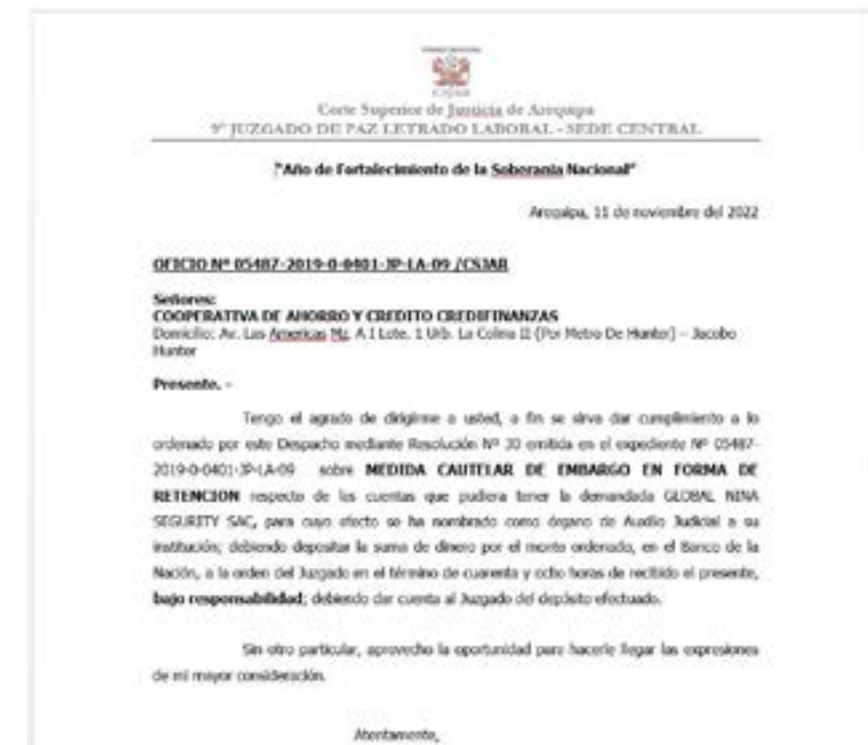 Corte Superior de Justicia de Arequipa
9° JUZGADO DE PAZ LETRADO LABORAL - SEDE CENTRAL
"Año de Fortalecimiento de la Soberanía Nacional"
Arequipa, 11 de noviembre del 2022
OFICIO Nº 05487-2019-0-0401-JP-LA-09 /CSJAR
Señores:
COOPERATIVA DE AHORRO Y CREDITO CREDIFINANZAS
Domicilio: Av. Las Americas Mz. A I Lote. 1 Urb. La Colina II (Por Metro De Hunter) – Jacobo
Hunter
Presente. -
Tengo el agrado de dirigirme a usted, a fin se sirva dar cumplimiento a lo
ordenado por este Despacho mediante Resolución Nº 30 emitida en el expediente Nº 05487-
2019-0-0401-JP-LA-09 sobre MEDIDA CAUTELAR DE EMBARGO EN FORMA DE
RETENCION respecto de las cuentas que pudiera tener la demandada GLOBAL NINA
SEGURITY SAC, para cuyo efecto se ha nombrado como órgano de Auxilio Judicial a su
institución; debiendo depositar la suma de dinero por el monto ordenado, en el Banco de la
Nación, a la orden del Juzgado en el término de cuarenta y ocho horas de recibido el presente,
bajo responsabilidad; debiendo dar cuenta al Juzgado del depósito efectuado.
Sin otro particular, aprovecho la oportunidad para hacerle llegar las expresiones
de mi mayor consideración.
Atentamente,